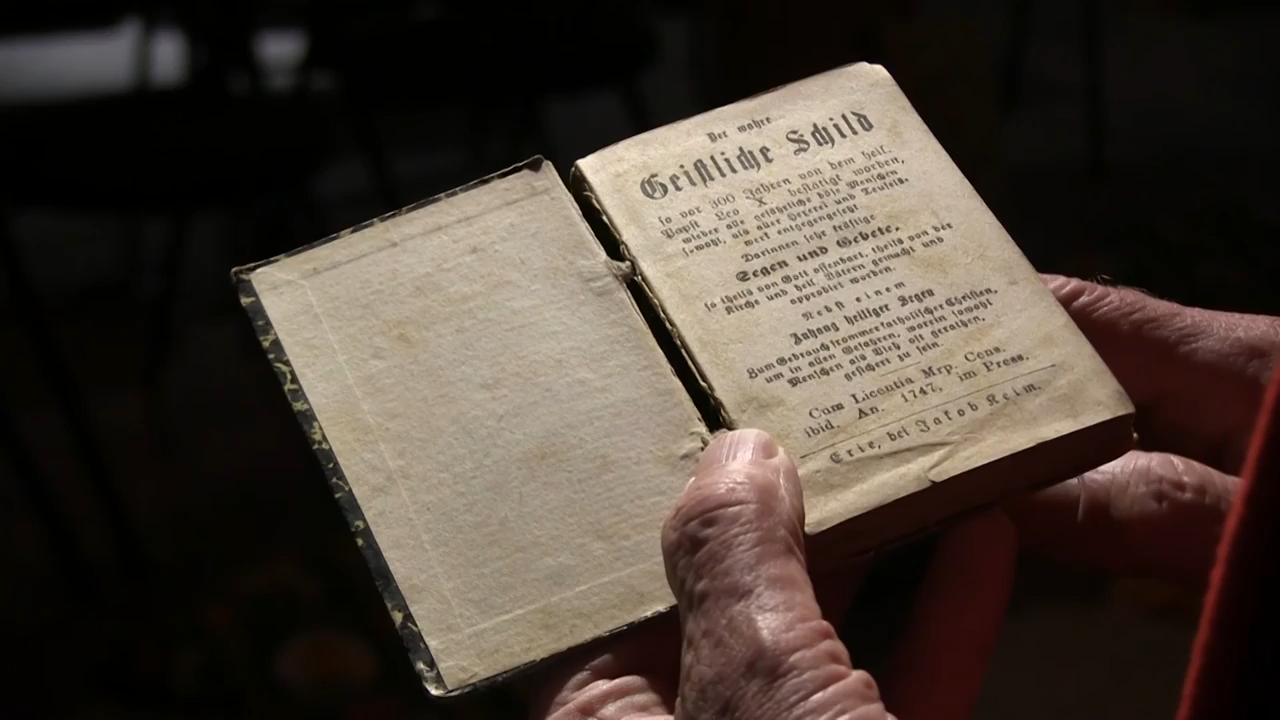 Der wahre
Geistliche Schild
so vor 300 Jahren von dem heil.
Papst Leo X. bestätigt worden,
wieder alle gefährliche böse Menschen
sowohl, als aller Hexerei und Teufels-
werk entgegengesetzt
Darinnen sehr kräftige
Segen und Gebete,
so theils von Gott offenbart, theils von der
Kirche und heil. Vätern gemacht und
approbirt worden.
Nebst einem
Anhang heiliger Segen
Zum Gebrauch frommer katholischer Christen,
um in allen Gefahren, worein sowohl
Menschen als Vieh oft gerathen,
gesichert zu sein.
Cum Licentia Mrp. Cens.
ibid. An. 1747, im Press.
Erie, bei Jakob Keim.